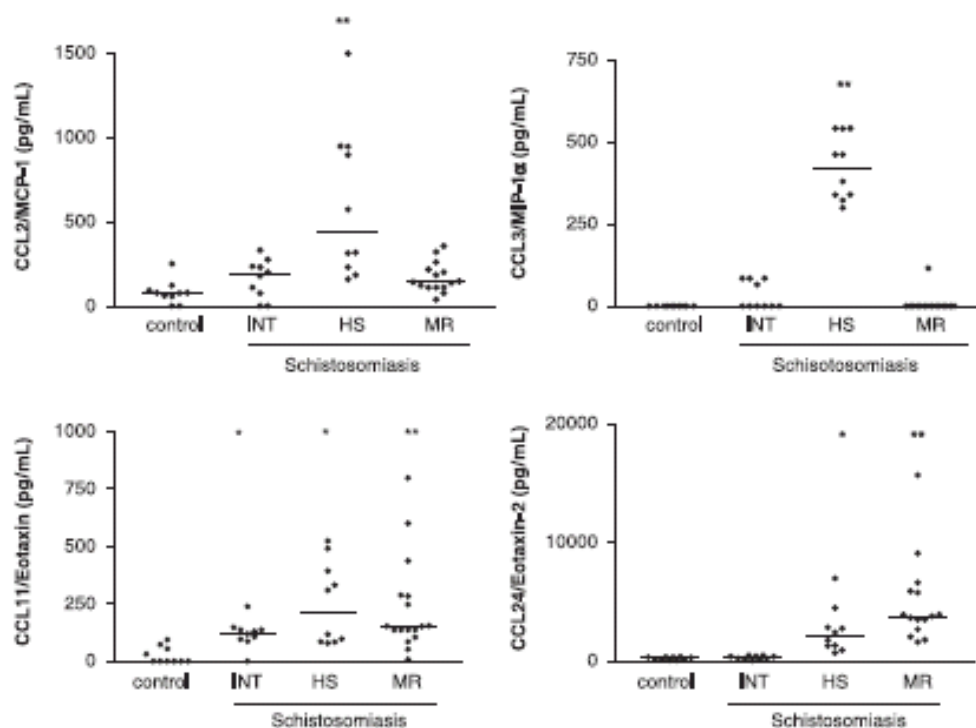 CCL2/MCP-1 (pg/mL)
1500
1000
500
0
**
control INT HS MR
Schistosomiasis
CCL3/MIP-1α (pg/mL)
750
500
250
0
**
control INT HS MR
Schisotosomiasis
CCL11/Eotaxin (pg/mL)
1000
750
500
250
0
* * **
control INT HS MR
Schistosomiasis
CCL24/Eotaxin-2 (pg/mL)
20000
10000
0
* **
control INT HS MR
Schistosomiasis